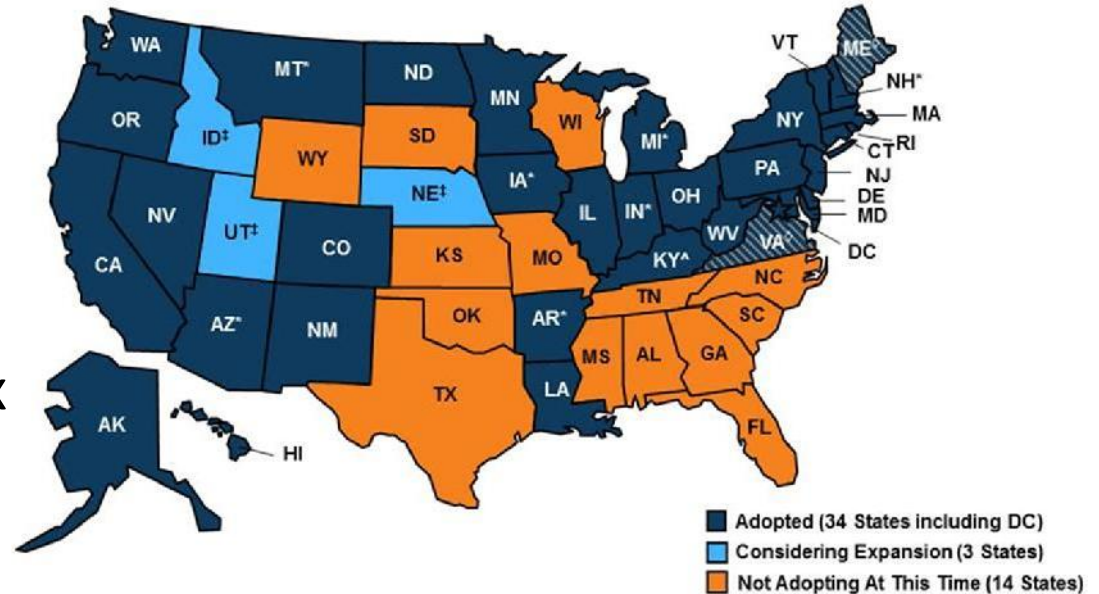 WA
MT*
ND
MN
OR
ID‡
WY
SD
WI
MI*
NY
VT
ME‡
NH*
MA
RI
CT
NJ
DE
MD
DC
PA
NV
UT‡
CO
NE‡
IA*
IL
IN*
OH
WV
VA‡
CA
KS
MO
KY^
NC
TN
SC
AZ*
NM
OK
AR*
MS
AL
GA
TX
LA
FL
AK
HI
Adopted (34 States including DC)
Considering Expansion (3 States)
Not Adopting At This Time (14 States)